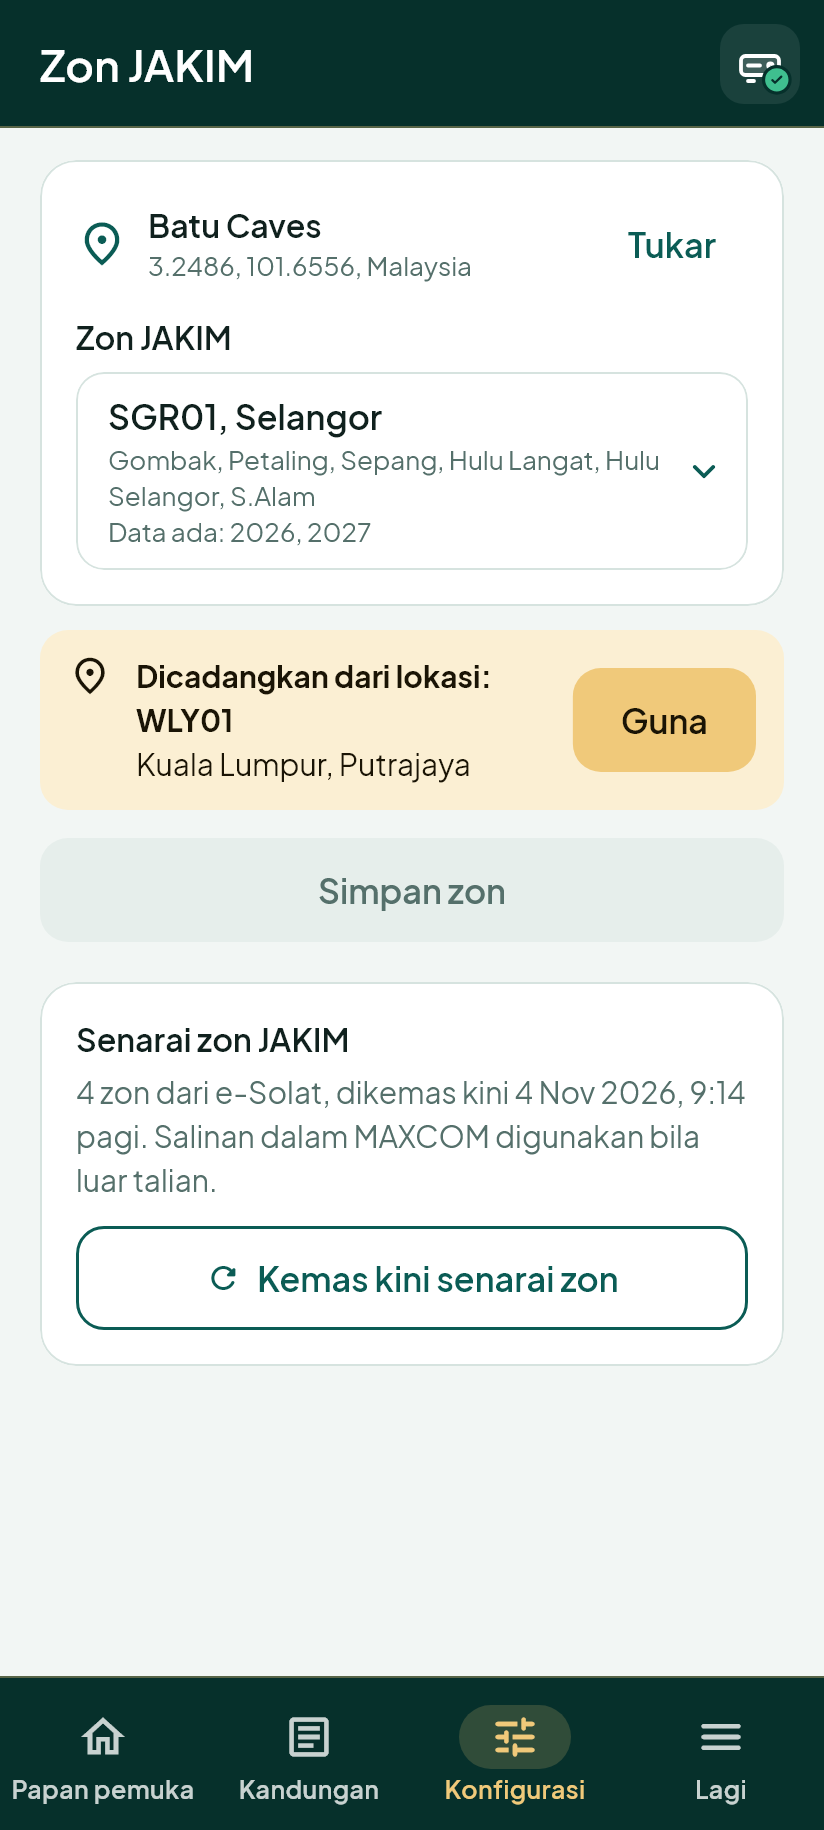 Zon JAKIM
Batu Caves
3.2486, 101.6556, Malaysia
Tukar
Zon JAKIM
SGR01, Selangor
Gombak, Petaling, Sepang, Hulu Langat, Hulu
Selangor, S.Alam
Data ada: 2026, 2027
Dicadangkan dari lokasi:
WLY01
Kuala Lumpur, Putrajaya
Guna
Simpan zon
Senarai zon JAKIM
4 zon dari e-Solat, dikemas kini 4 Nov 2026, 9:14
pagi. Salinan dalam MAXCOM digunakan bila
luar talian.
Kemas kini senarai zon
Papan pemuka
Kandungan
Konfigurasi
Lagi